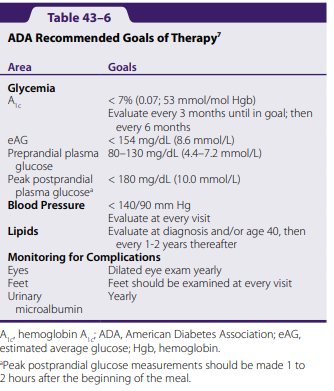 Table 43–6
ADA Recommended Goals of Therapy⁷
Area Goals
Glycemia
A1c < 7% (0.07; 53 mmol/mol Hgb)
Evaluate every 3 months until in goal; then
every 6 months
eAG < 154 mg/dL (8.6 mmol/L)
Preprandial plasma 80–130 mg/dL (4.4–7.2 mmol/L)
glucose
Peak postprandial < 180 mg/dL (10.0 mmol/L)
plasma glucoseᵃ
Blood Pressure < 140/90 mm Hg
Evaluate at every visit
Lipids Evaluate at diagnosis and/or age 40, then
every 1-2 years thereafter
Monitoring for Complications
Eyes Dilated eye exam yearly
Feet Feet should be examined at every visit
Urinary Yearly
microalbumin
A1c, hemoglobin A1c; ADA, American Diabetes Association; eAG,
estimated average glucose; Hgb, hemoglobin.
ᵃPeak postprandial glucose measurements should be made 1 to
2 hours after the beginning of the meal.